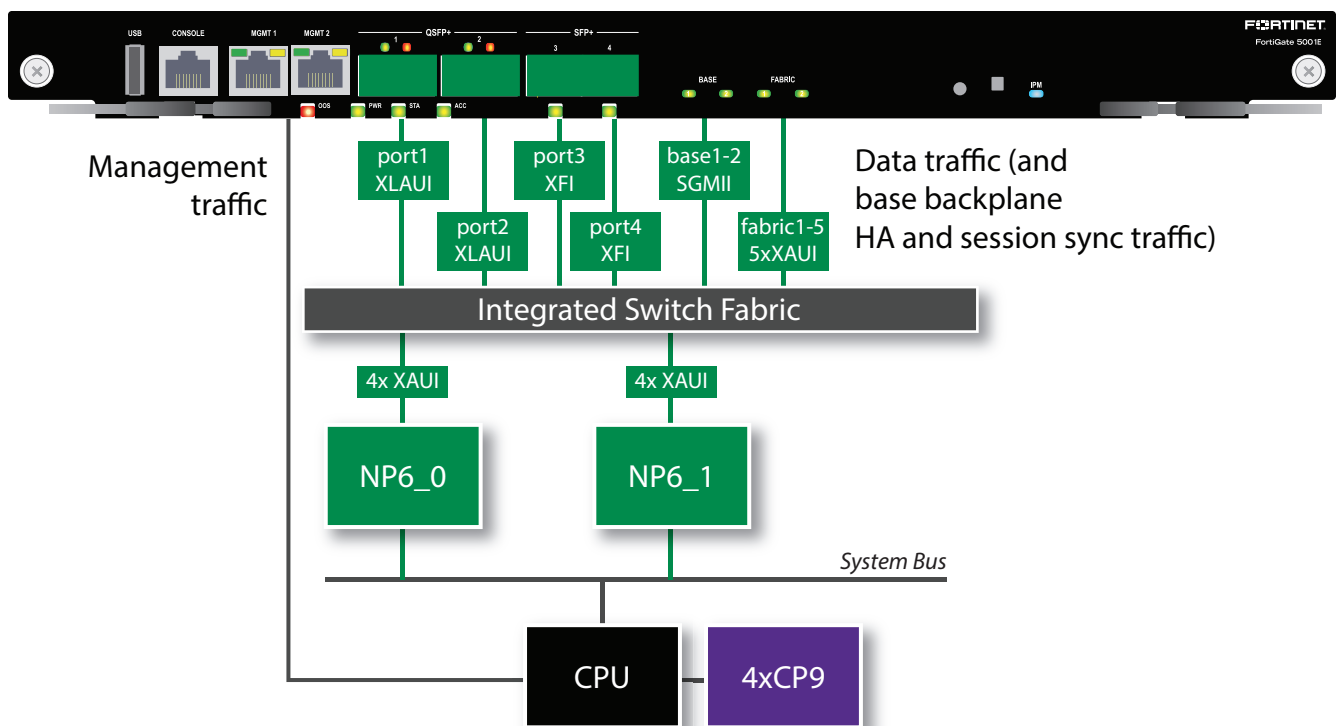 USB
CONSOLE
MGMT 1
MGMT 2
QSFP+
1
2
SFP+
3
4
BASE
FABRIC
IPM
FORTINET
FortiGate 5001E
OOS
PWR
STA
ACC
Management
traffic
port1
XLAUI
port2
XLAUI
port3
XFI
port4
XFI
base1-2
SGMII
fabric1-5
5xXAUI
Data traffic (and
base backplane
HA and session sync traffic)
Integrated Switch Fabric
4x XAUI
4x XAUI
NP6_0
NP6_1
System Bus
CPU
4xCP9